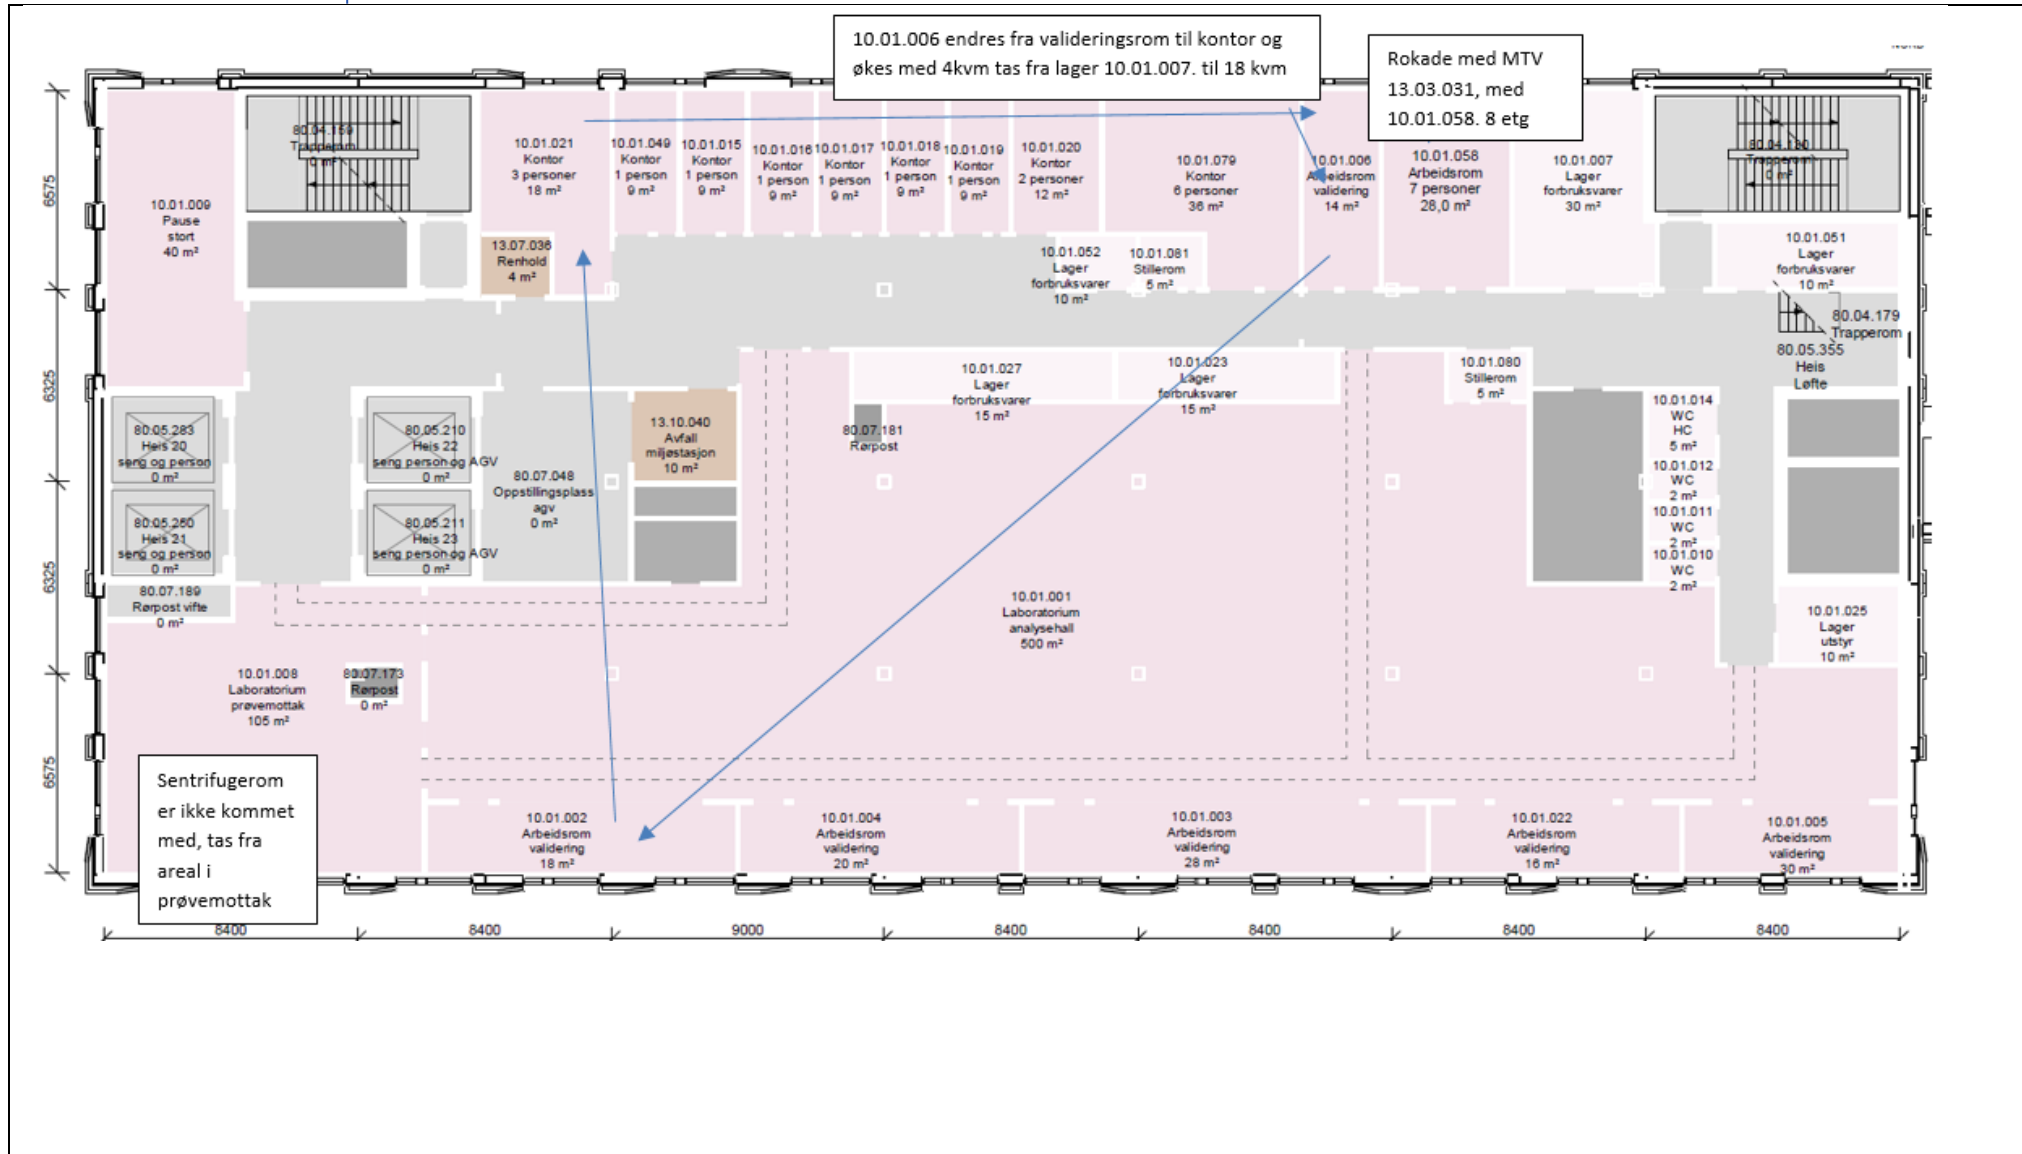 10.01.006 endres fra valideringsrom til kontor og
økes med 4kvm tas fra lager 10.01.007. til 18 kvm
Rokade med MTV
13.03.031, med
10.01.058. 8 etg
6575
6325
6325
6575
10.01.009
Pause
stort
40 m²
80.04.159
Trapperom
0 m²
10.01.021
Kontor
3 personer
18 m²
13.07.036
Renhold
4 m²
10.01.049
Kontor
1 person
9 m²
10.01.015
Kontor
1 person
9 m²
10.01.016
Kontor
1 person
9 m²
10.01.017
Kontor
1 person
9 m²
10.01.018
Kontor
1 person
9 m²
10.01.019
Kontor
1 person
9 m²
10.01.020
Kontor
2 personer
12 m²
10.01.079
Kontor
6 personer
36 m²
10.01.006
Arbeidsrom
validering
14 m²
10.01.058
Arbeidsrom
7 personer
28,0 m²
10.01.007
Lager
forbruksvarer
30 m²
Trapperom
0 m²
10.01.052
Lager
forbruksvarer
10 m²
10.01.081
Stillerom
5 m²
10.01.051
Lager
forbruksvarer
10 m²
80.04.179
Trapperom
80.05.355
Heis
Løfte
10.01.027
Lager
forbruksvarer
15 m²
10.01.023
Lager
forbruksvarer
15 m²
10.01.080
Stillerom
5 m²
80.05.283
Heis 20
seng og person
0 m²
80.05.210
Heis 22
seng person og AGV
0 m²
80.07.048
Oppstillingsplass
agv
0 m²
13.10.040
Avfall
miljøstasjon
10 m²
80.07.181
Rørpost
10.01.014
WC
HC
5 m²
10.01.012
WC
2 m²
10.01.011
WC
2 m²
10.01.010
WC
2 m²
80.05.260
Heis 21
seng og person
0 m²
80.05.211
Heis 23
seng person og AGV
0 m²
80.07.189
Rørpost vifte
0 m²
10.01.001
Laboratorium
analysehall
500 m²
10.01.025
Lager
utstyr
10 m²
10.01.008
Laboratorium
prøvemottak
105 m²
80.07.173
Rørpost
0 m²
Sentrifugerom
er ikke kommet
med, tas fra
areal i
prøvemottak
10.01.002
Arbeidsrom
validering
18 m²
10.01.004
Arbeidsrom
validering
20 m²
10.01.003
Arbeidsrom
validering
28 m²
10.01.022
Arbeidsrom
validering
16 m²
10.01.005
Arbeidsrom
validering
30 m²
8400
8400
9000
8400
8400
8400
8400